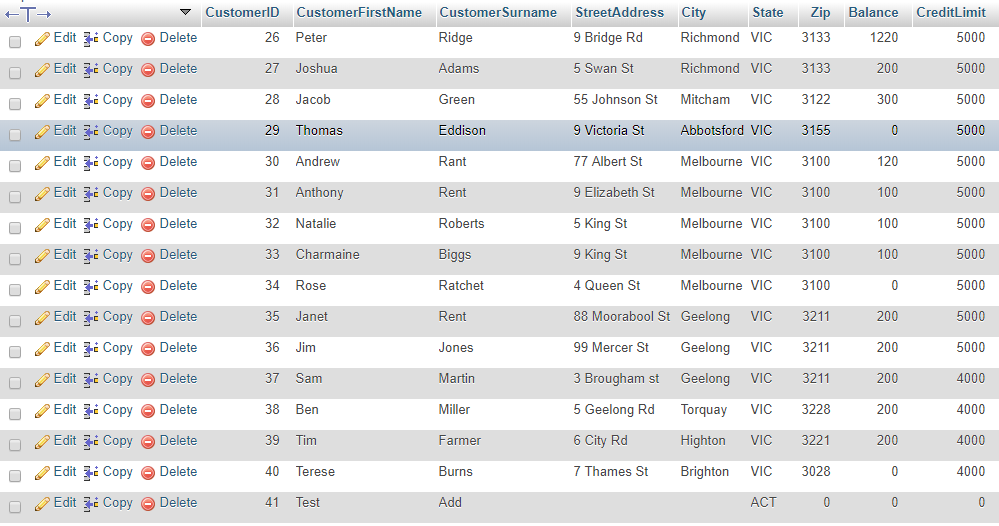 CustomerID CustomerFirstName CustomerSurname StreetAddress City State Zip Balance CreditLimit
Edit Copy Delete 26 Peter Ridge 9 Bridge Rd Richmond VIC 3133 1220 5000
Edit Copy Delete 27 Joshua Adams 5 Swan St Richmond VIC 3133 200 5000
Edit Copy Delete 28 Jacob Green 55 Johnson St Mitcham VIC 3122 300 5000
Edit Copy Delete 29 Thomas Eddison 9 Victoria St Abbotsford VIC 3155 0 5000
Edit Copy Delete 30 Andrew Rant 77 Albert St Melbourne VIC 3100 120 5000
Edit Copy Delete 31 Anthony Rent 9 Elizabeth St Melbourne VIC 3100 100 5000
Edit Copy Delete 32 Natalie Roberts 5 King St Melbourne VIC 3100 100 5000
Edit Copy Delete 33 Charmaine Biggs 9 King St Melbourne VIC 3100 100 5000
Edit Copy Delete 34 Rose Ratchet 4 Queen St Melbourne VIC 3100 0 5000
Edit Copy Delete 35 Janet Rent 88 Moorabool St Geelong VIC 3211 200 5000
Edit Copy Delete 36 Jim Jones 99 Mercer St Geelong VIC 3211 200 5000
Edit Copy Delete 37 Sam Martin 3 Brougham st Geelong VIC 3211 200 4000
Edit Copy Delete 38 Ben Miller 5 Geelong Rd Torquay VIC 3228 200 4000
Edit Copy Delete 39 Tim Farmer 6 City Rd Highton VIC 3221 200 4000
Edit Copy Delete 40 Terese Burns 7 Thames St Brighton VIC 3028 0 4000
Edit Copy Delete 41 Test Add ACT 0 0 0